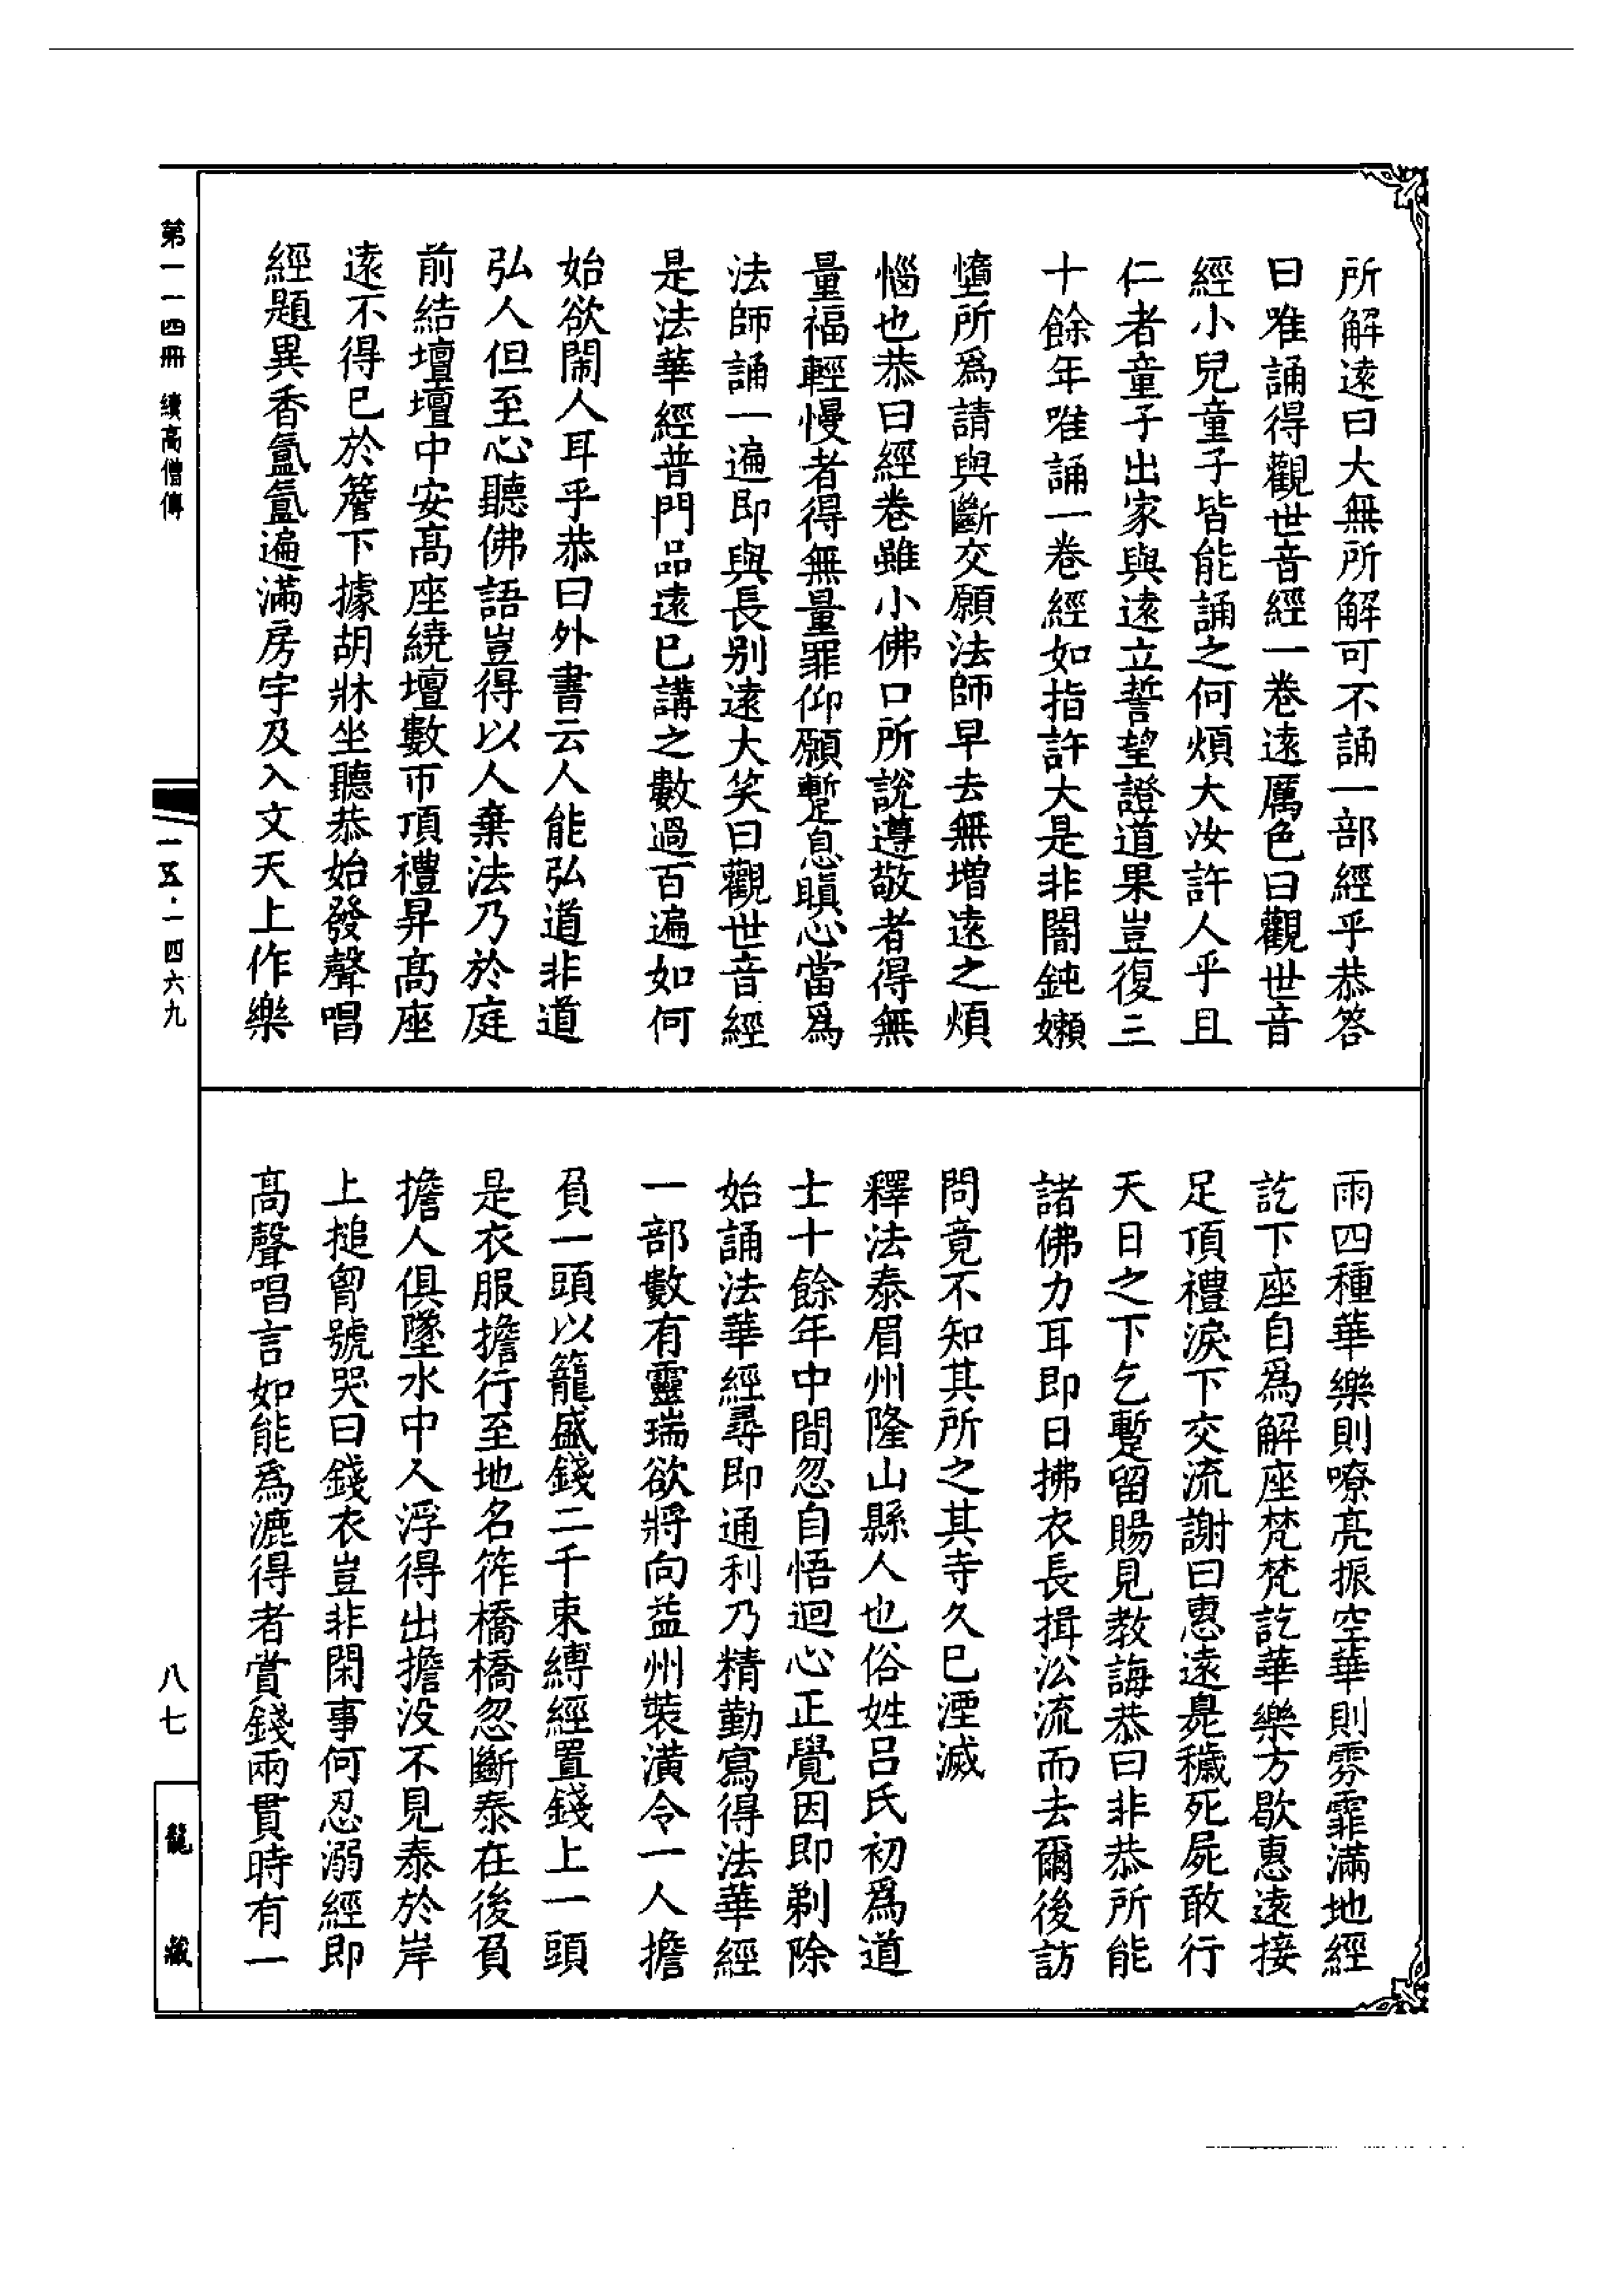 所解遠曰大無所解可不誦一部經乎恭答
曰唯誦得觀世音經一卷遠厲色曰觀世音
經小兒童子皆能誦之何煩大汝許人乎且
仁者童子出家與遠立誓望證道果豈復三
十餘年唯誦一卷經如指許大是非闇鈍嬾
墮所爲請與斷交願法師早去無增遠之煩
惱也恭曰經卷雖小佛口所說遵敬者得無
量福輕慢者得無量罪仰願蹔息瞋心當爲
法師誦一遍即與長別遠大笑曰觀世音經
是法華經普門品遠已講之數過百遍如何
始欲鬧人耳乎恭曰外書云人能弘道非道
弘人但至心聽佛語豈得以人棄法乃於庭
前結壇壇中安高座繞壇數帀頂禮昇高座
遠不得已於簷下據胡牀坐聽恭始發聲唱
經題異香氳氳遍滿房宇及入文天上作樂
雨四種華樂則嘹亮振空華則雰霏滿地經
訖下座自爲解座梵梵訖華樂方歇惠遠接
足頂禮淚下交流謝曰惠遠臭穢死屍敢行
天日之下乞蹔留賜見教誨恭曰非恭所能
諸佛力耳即日拂衣長揖沿流而去爾後訪
問竟不知其所之其寺久已湮滅
釋法泰眉州隆山縣人也俗姓呂氏初爲道
士十餘年中間忽自悟迴心正覺因即剃除
始誦法華經尋即通利乃精勤寫得法華經
一部數有靈瑞欲將向益州裝潢令一人擔
負一頭以籠盛錢二千束縛經置錢上一頭
是衣服擔行至地名筰橋橋忽斷泰在後負
擔人俱墜水中人浮得出擔没不見泰於岸
上搥胷號哭曰錢衣豈非閑事何忍溺經即
高聲唱言如能爲漉得者賞錢兩貫時有一
第一一四冊 續高僧傳
一五·一四六九
八七
龍藏